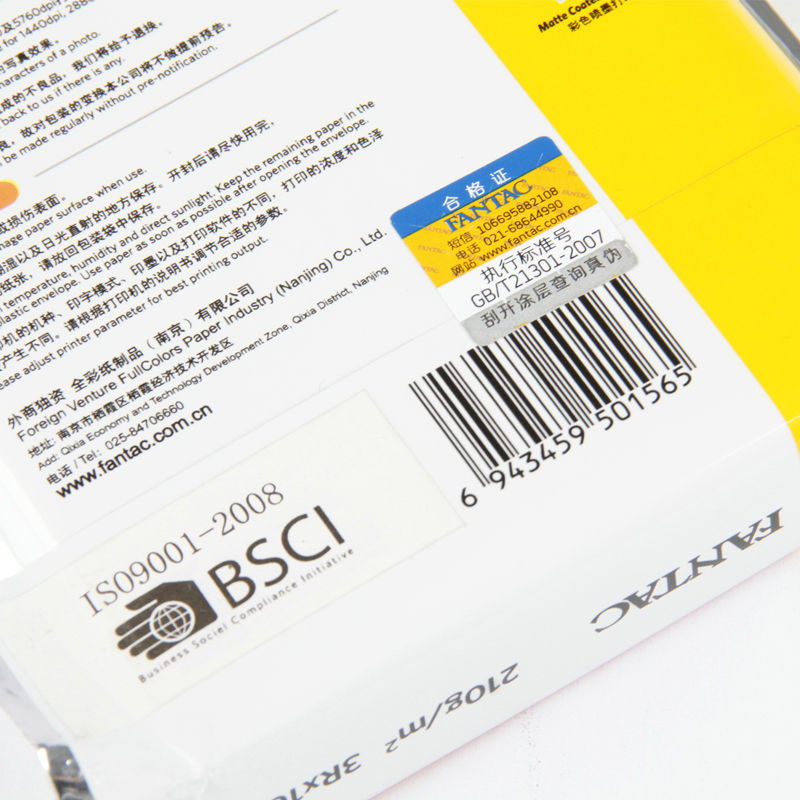 及5760dpi打
for 1440dpi, 288
的写真效果。
characters of a photo.
成的不良品，我们将给予退换。
back to us if there is any.
良，故对包装的变换本公司将不做提前预告。
be made regularly without pre-notification.
或损伤表面。
mage paper surface when use.
潮湿以及日光直射的地方保存。开封后请尽快用完，
纸张，请放回包装袋中保存。
temperature, humidity and direct sunlight. Keep the remaining paper in the
plastic envelope. Use paper as soon as possible after opening the envelope.
印机的机种、印字模式、印墨以及打印软件的不同，打印的浓度和色泽
产生不同。请根据打印机的说明书调节合适的参数。
ease adjust printer parameter for best printing output.
外商独资 全彩纸制品（南京）有限公司
Foreign Venture FullColors Paper Industry (Nanjing) Co., Ltd.
地址: 南京市栖霞区栖霞经济技术开发区
Add: Qixia Economy and Technology Development Zone, Qixia District, Nanjing
电话 / Tel: 025-84706660
www.fantac.com.cn
Matte Coated
彩色喷墨打
合格证
FANTAC
短信 106695882108
电话 021-68644990
网站 www.fantac.com
执行标准号
GB/T21301-2007
刮开涂层查询真伪
6 943459 501565
ISO9001-2008
BSCI
Business Social Compliance Initiative
FANTAC
210g/m²
3Rx10